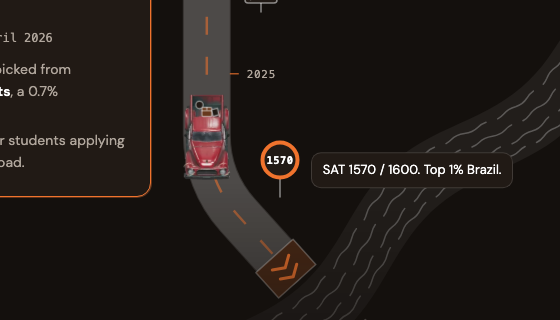 ril 2026
picked from
ts, a 0.7%
r students applying
oad.
2025
1570
SAT 1570 / 1600. Top 1% Brazil.